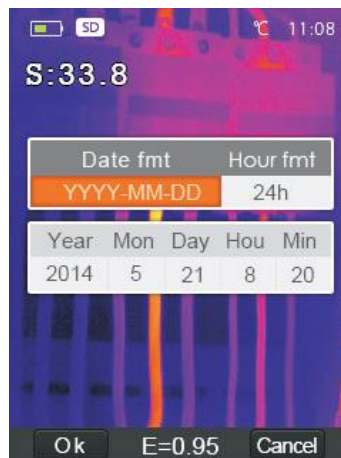 SD ℃ 11:08
S:33.8
Date fmt Hour fmt
YYYY-MM-DD 24h
Year Mon Day Hou Min
2014 5 21 8 20
Ok E=0.95 Cancel